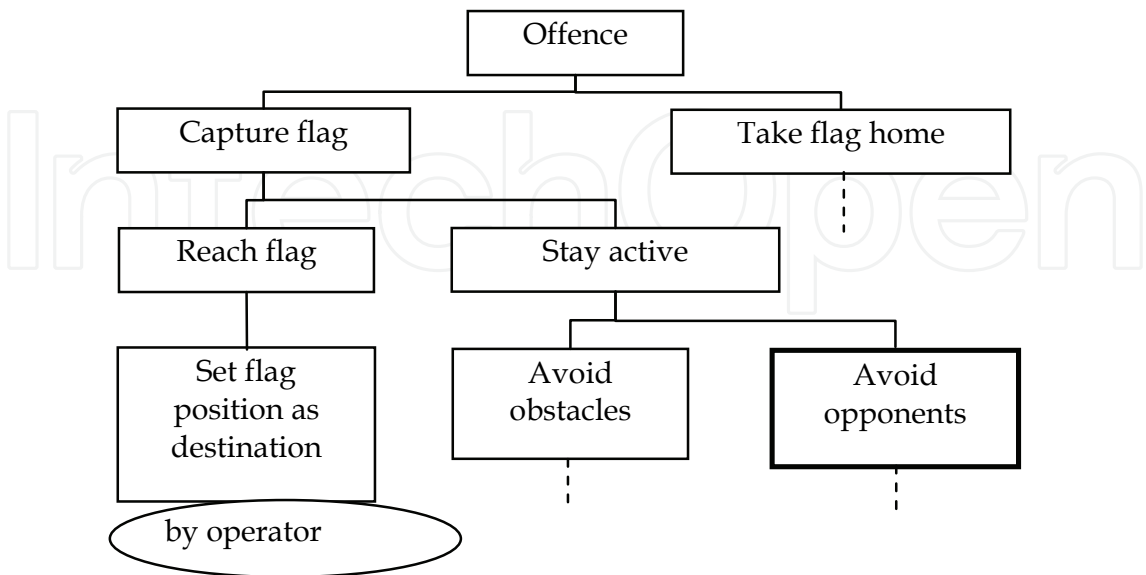 Offence
Capture flag
Take flag home
Reach flag
Stay active
Set flag
position as
destination
Avoid
obstacles
Avoid
opponents
by operator
IntechOpen